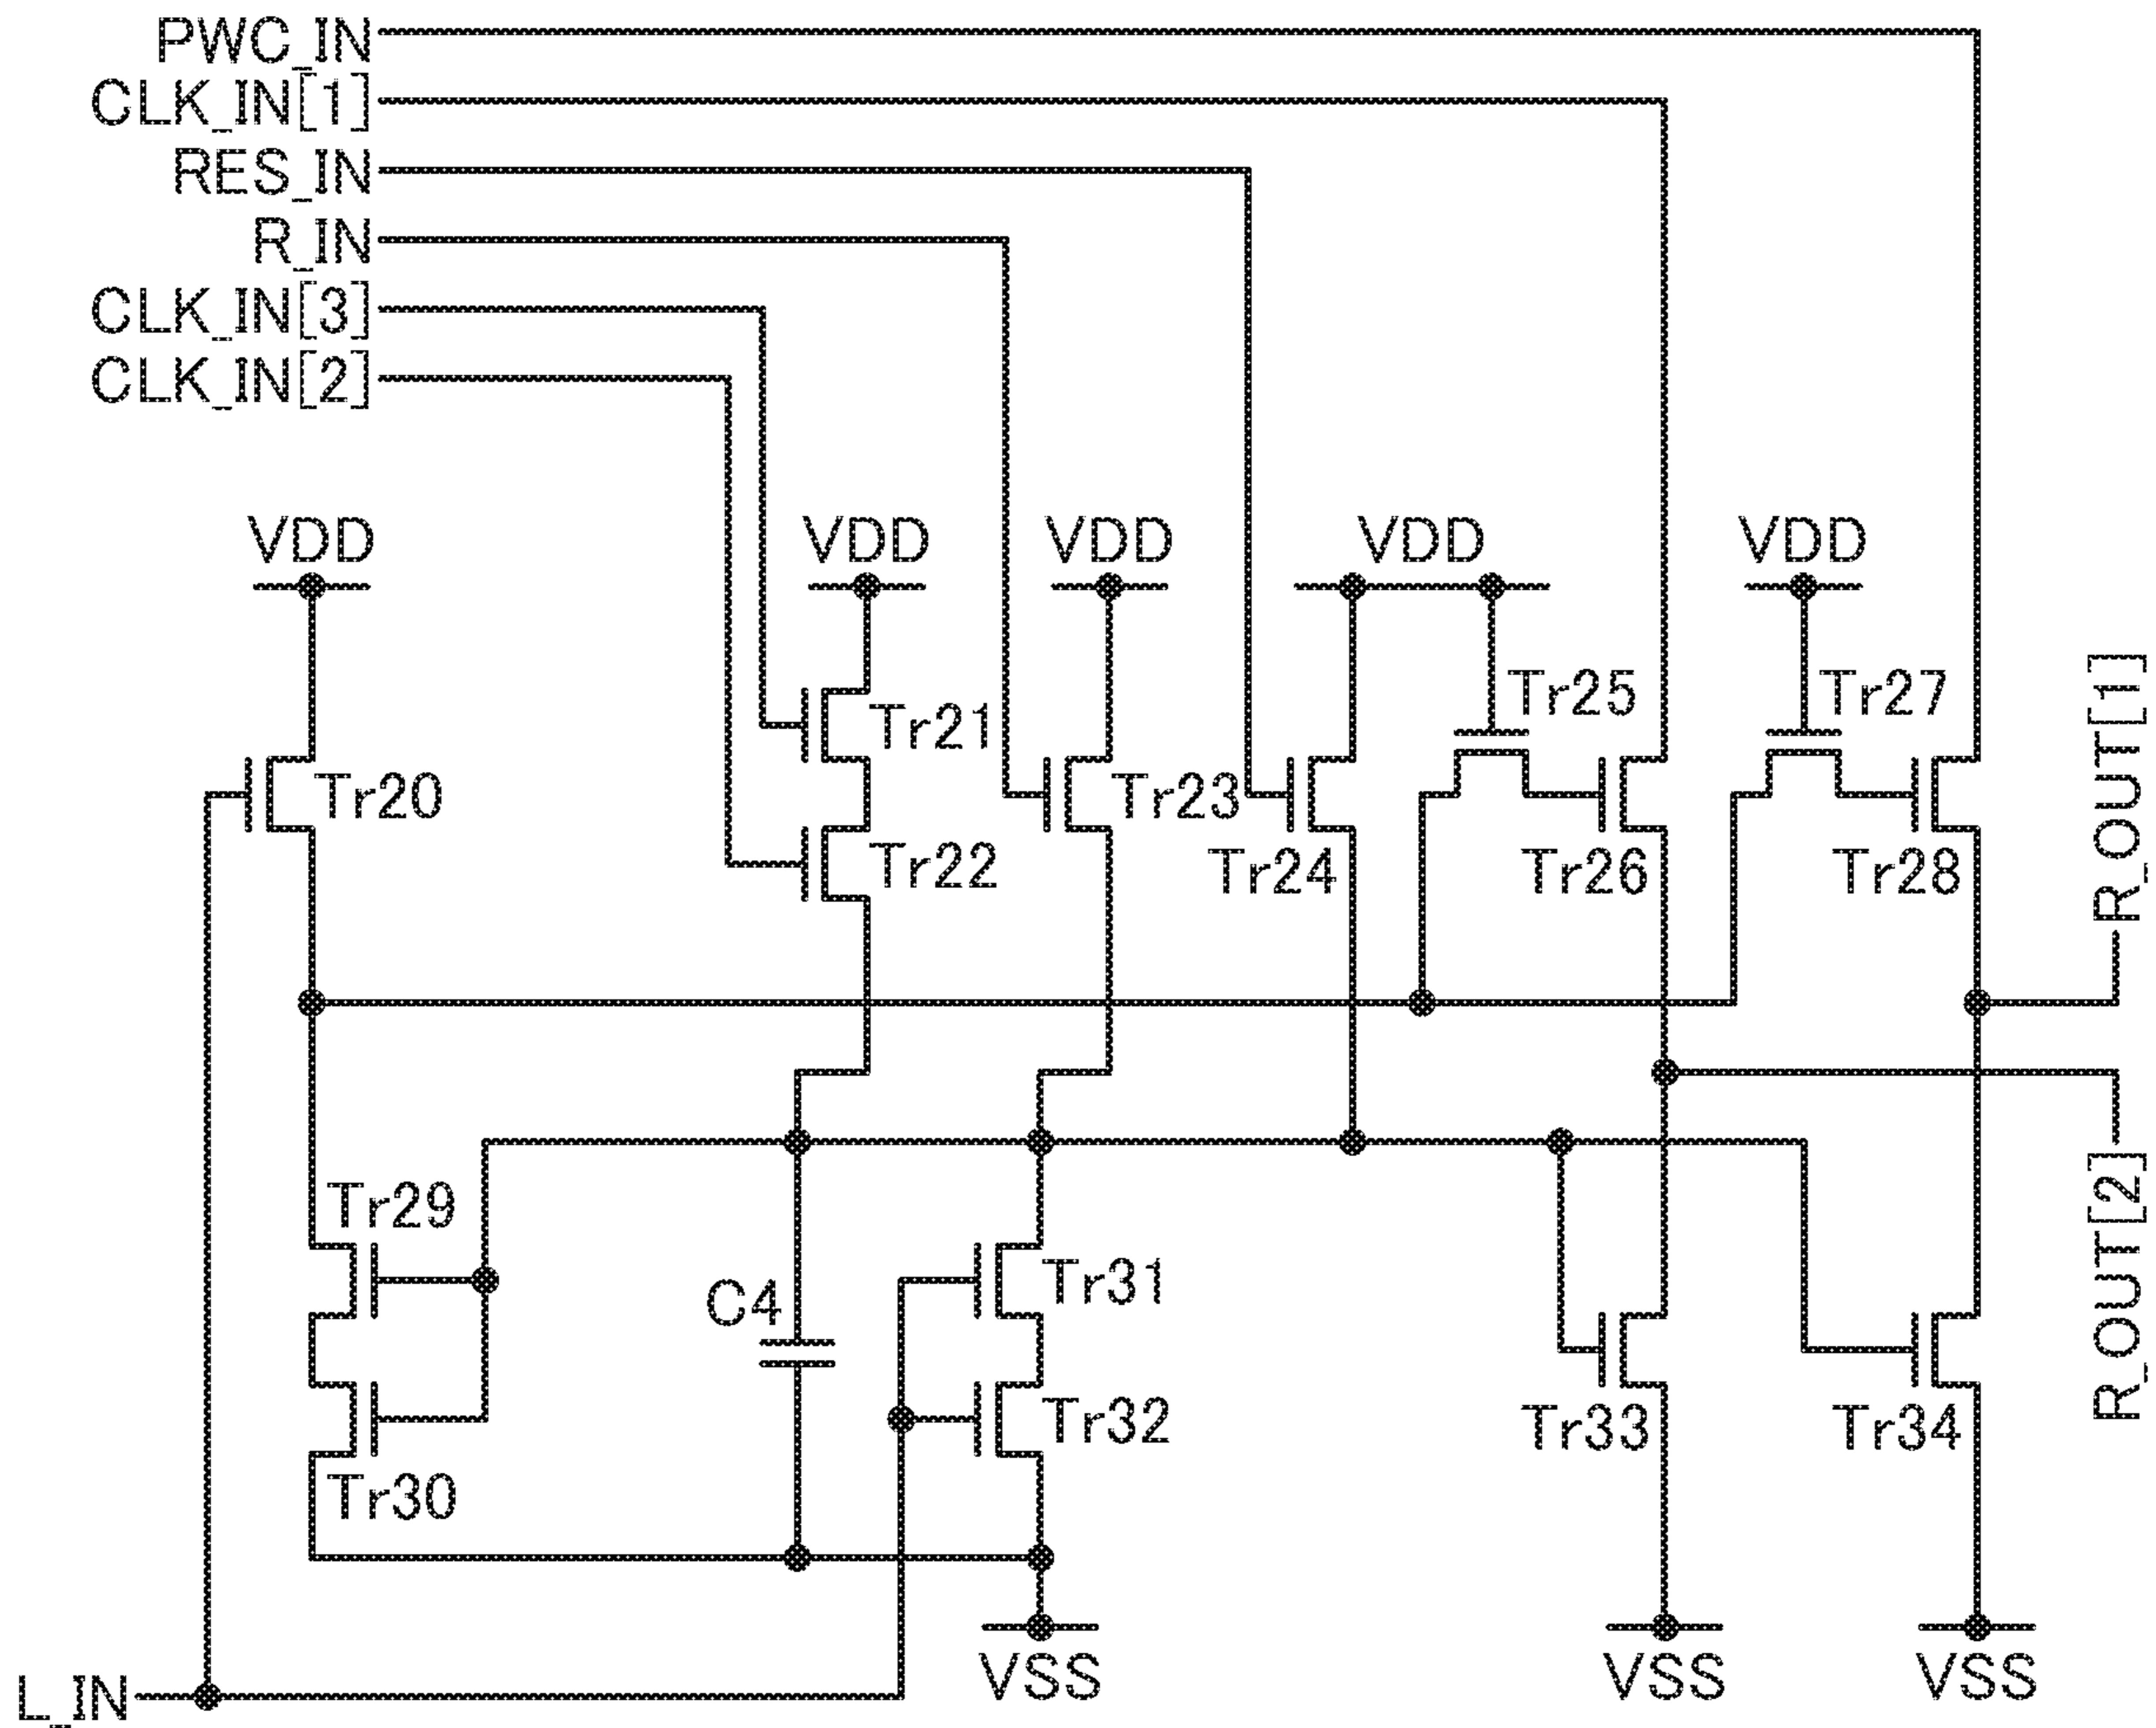 PWC_IN
CLK_IN[1]
RES_IN
R_IN
CLK_IN[3]
CLK_IN[2]
VDD
VDD
VDD
VDD
VDD
Tr25
Tr27
Tr21
Tr20
Tr23
Tr22
Tr24
Tr26
Tr28
R_OUT[1]
Tr29
Tr31
C4
R_OUT[2]
Tr32
Tr33
Tr34
Tr30
VSS
VSS
VSS
L_IN